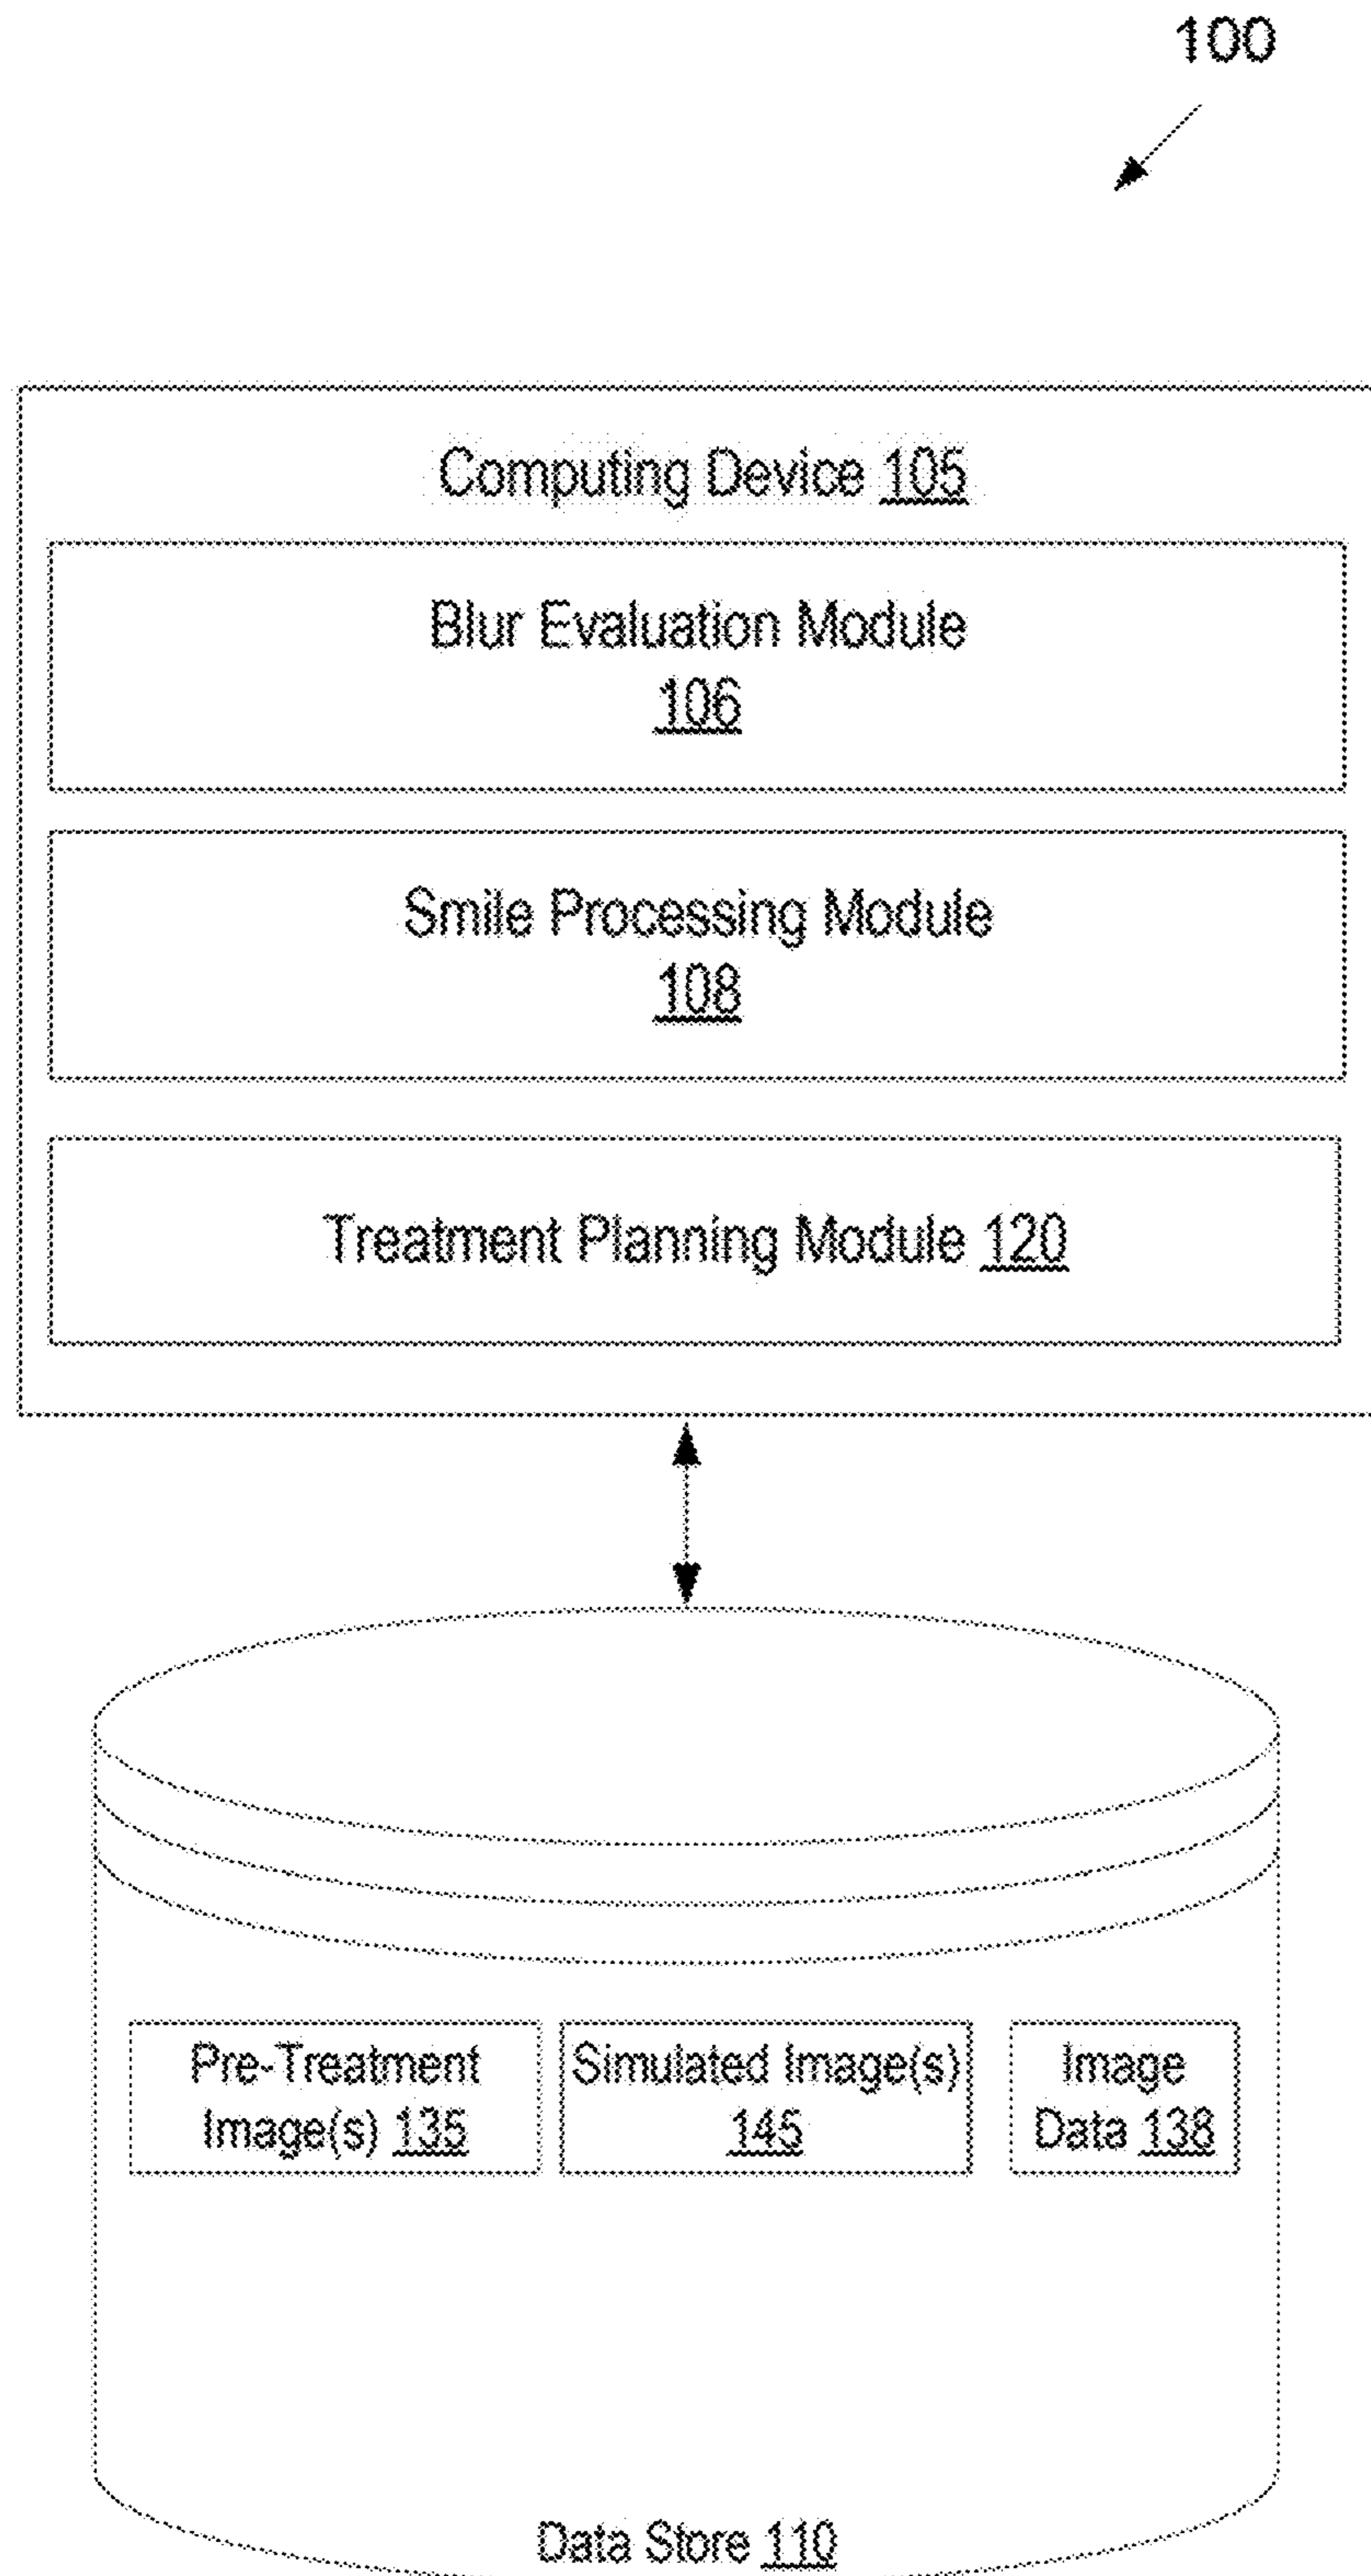 100
Computing Device 105
Blur Evaluation Module
106
Smile Processing Module
108
Treatment Planning Module 120
Pre-Treatment
Image(s) 135
Simulated Image(s)
145
Image
Data 138
Data Store 110